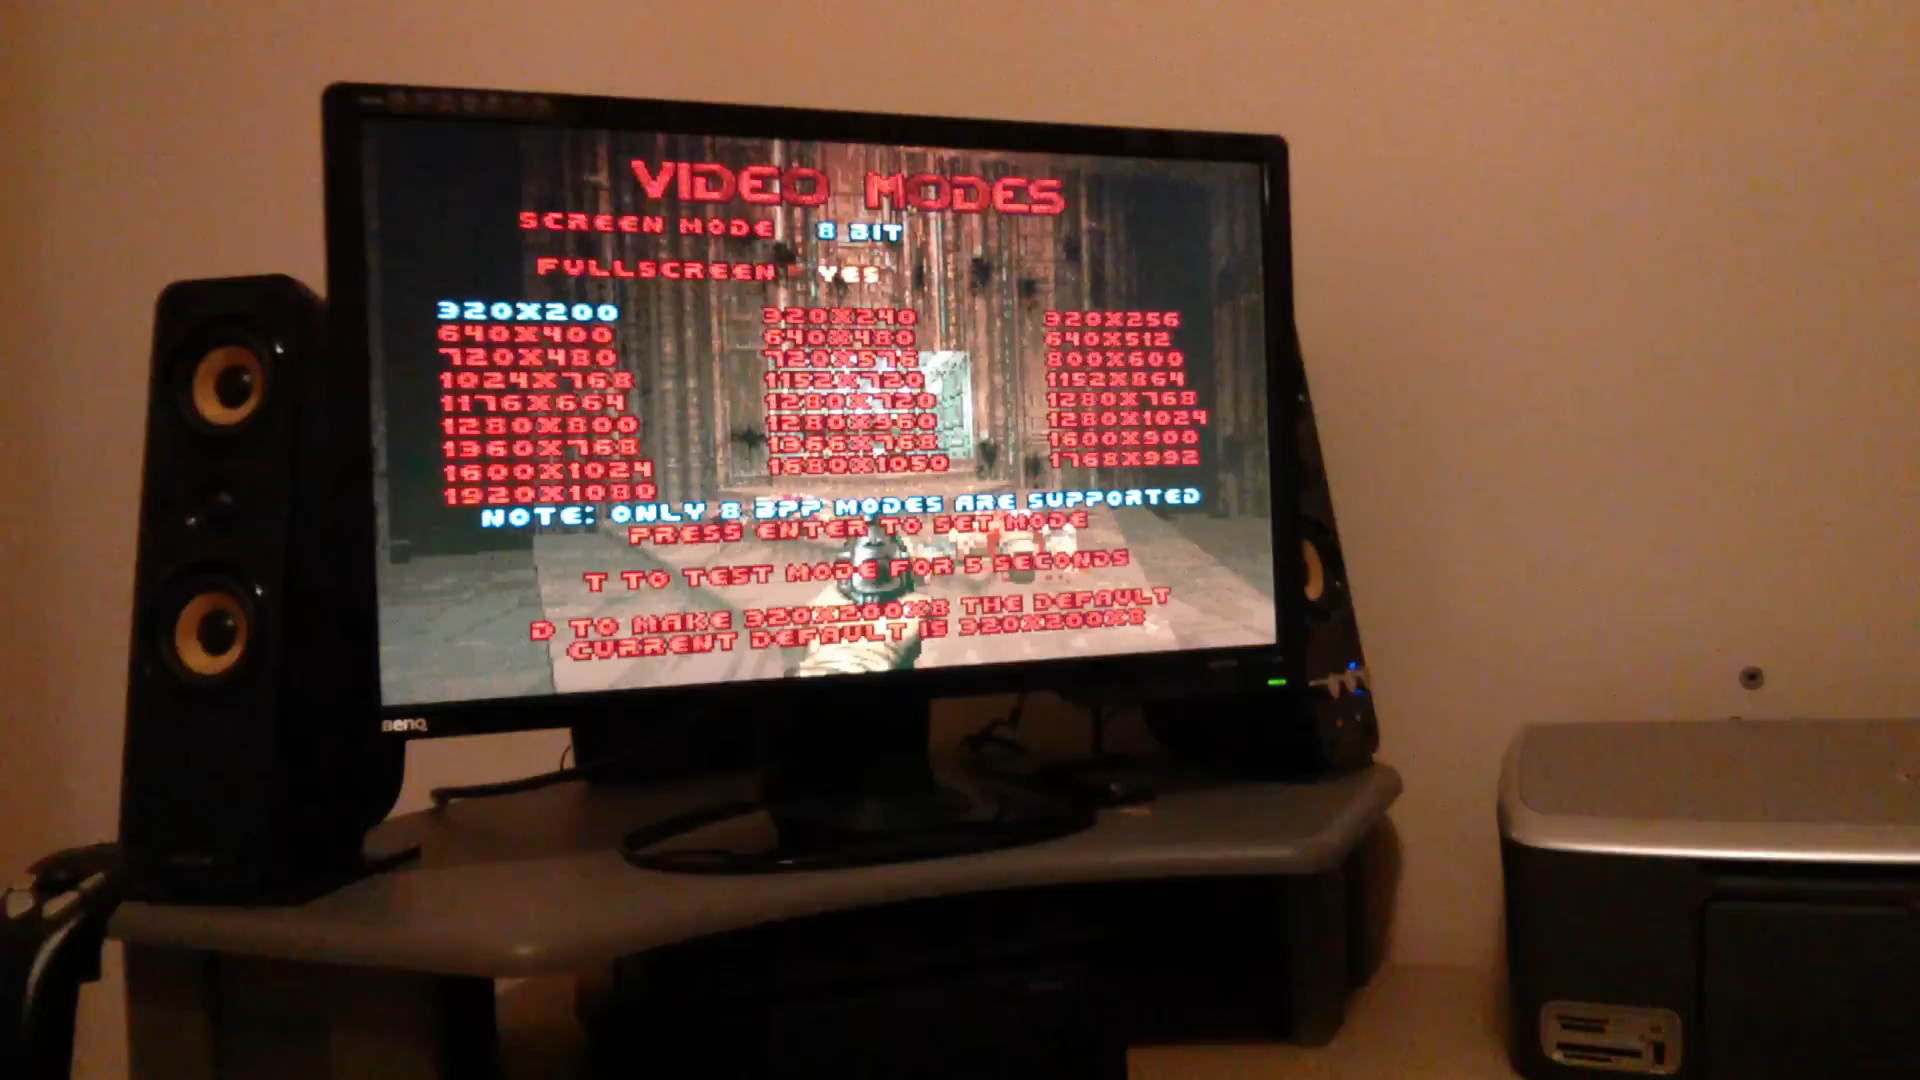 VIDEO MODES
SCREEN MODE 8 BIT
FULLSCREEN YES
320X200 320X240 320X256
640X400 640X480 640X512
720X480 720X576 800X600
1024X768 1152X720 1152X864
1176X664 1280X720 1280X768
1280X800 1280X960 1280X1024
1360X768 1366X768 1600X900
1600X1024 1680X1050 1768X992
1920X1080
NOTE: ONLY 8 BPP MODES ARE SUPPORTED
PRESS ENTER TO SET MODE
T TO TEST MODE FOR 5 SECONDS
D TO MAKE 320X200X8 THE DEFAULT
CURRENT DEFAULT IS 320X200X8
BenQ